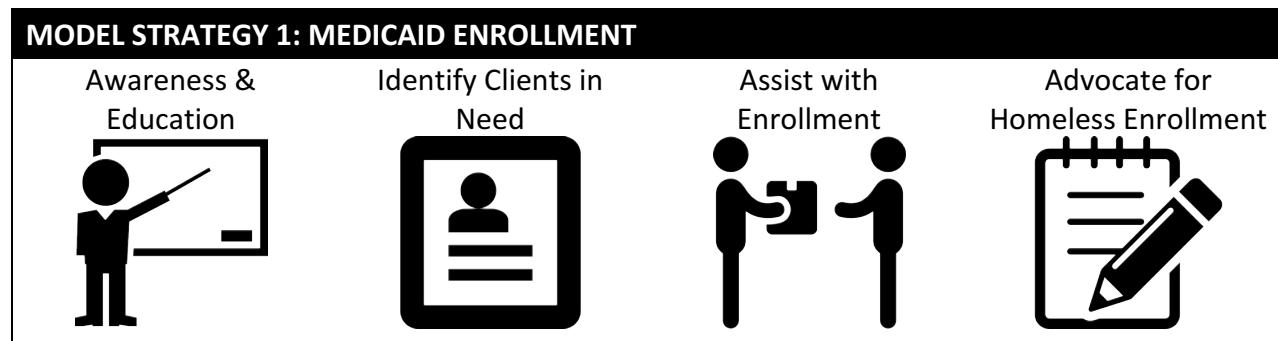 MODEL STRATEGY 1: MEDICAID ENROLLMENT
Awareness &
Education
Identify Clients in
Need
Assist with
Enrollment
Advocate for
Homeless Enrollment